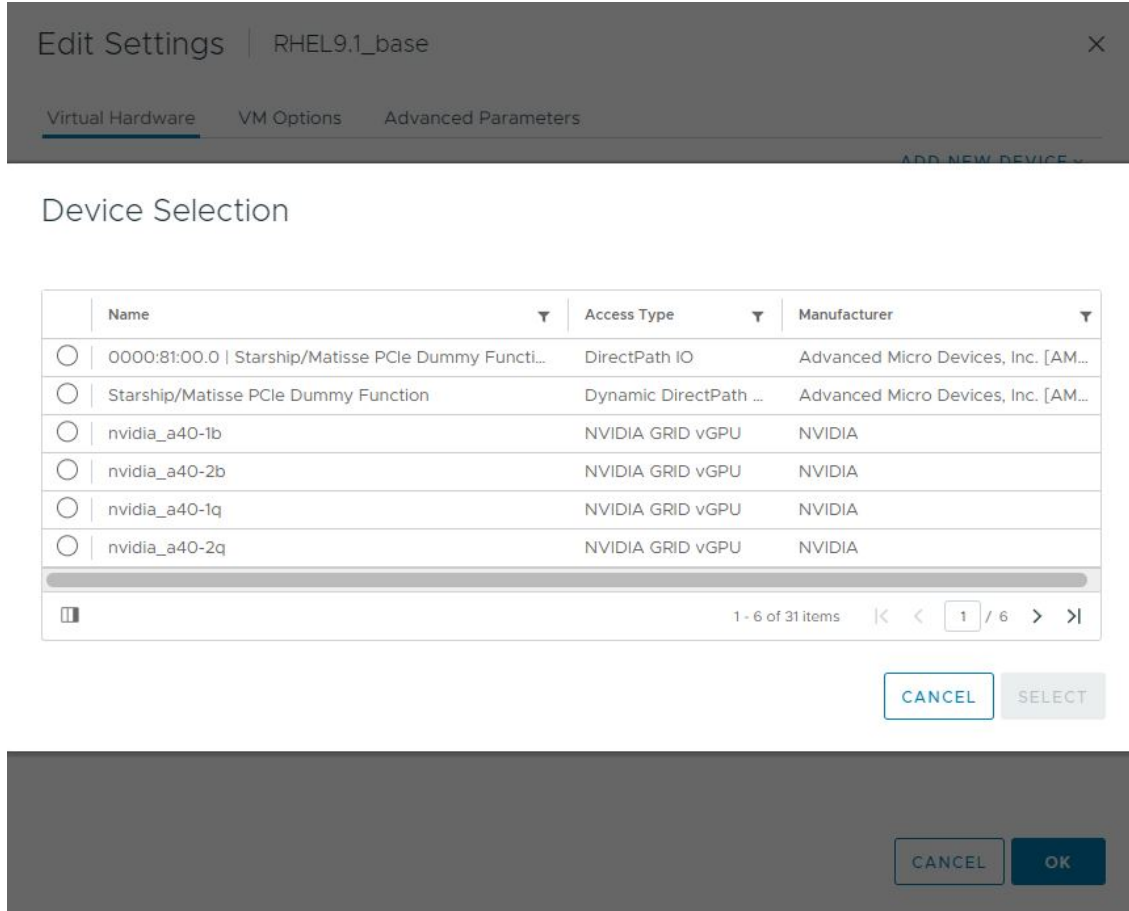 Edit Settings RHEL9.1_base
Virtual Hardware VM Options Advanced Parameters
ADD NEW DEVICE
Device Selection
Name Access Type Manufacturer
0000:81:00.0 | Starship/Matisse PCIe Dummy Functi... DirectPath IO Advanced Micro Devices, Inc. [AM...
Starship/Matisse PCIe Dummy Function Dynamic DirectPath ... Advanced Micro Devices, Inc. [AM...
nvidia_a40-1b NVIDIA GRID vGPU NVIDIA
nvidia_a40-2b NVIDIA GRID vGPU NVIDIA
nvidia_a40-1q NVIDIA GRID vGPU NVIDIA
nvidia_a40-2q NVIDIA GRID vGPU NVIDIA
1 - 6 of 31 items 1 / 6
CANCEL SELECT
CANCEL OK